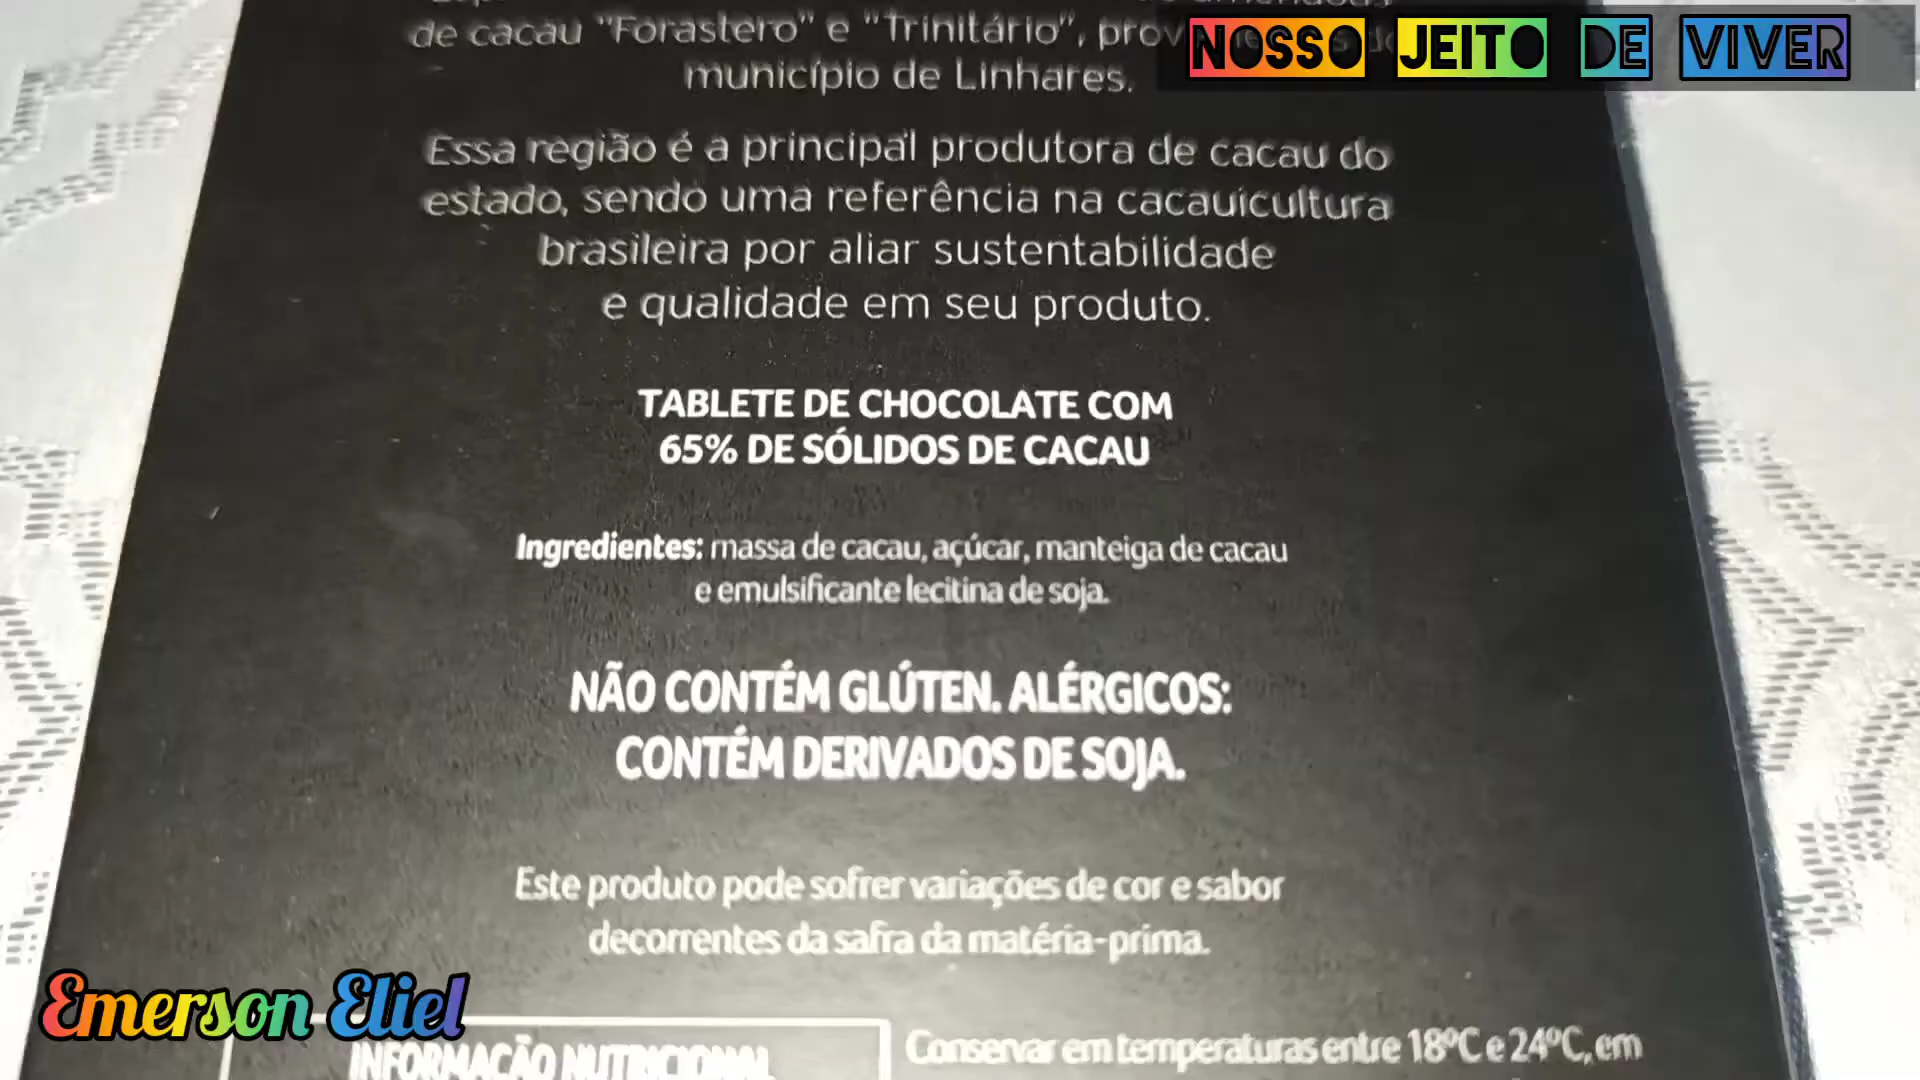 de cacau "Forastero" e "Trinitário",
NOSSO JEITO DE VIVER
município de Linhares.
Essa região é a principal produtora de cacau do
estado, sendo uma referência na cacauicultura
brasileira por aliar sustentabilidade
e qualidade em seu produto.
TABLETE DE CHOCOLATE COM
65% DE SÓLIDOS DE CACAU
Ingredientes: massa de cacau, açúcar, manteiga de cacau
e emulsificante lecitina de soja.
NÃO CONTÉM GLÚTEN. ALÉRGICOS:
CONTÉM DERIVADOS DE SOJA.
Este produto pode sofrer variações de cor e sabor
decorrentes da safra da matéria-prima.
Emerson Eliel
INFORMAÇÃO NUTRICIONAL
Conservar em temperaturas entre 18ºC e 24ºC, em